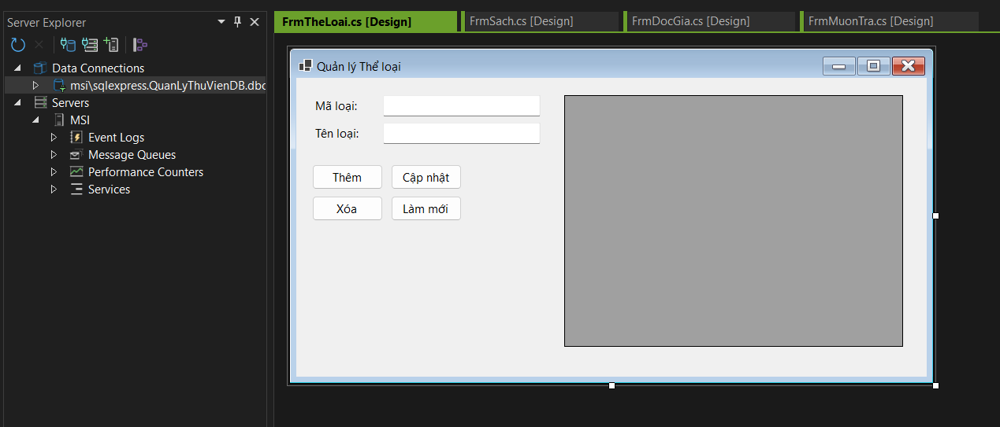 Server Explorer
Data Connections
msi\sqlexpress.QuanLyThuVienDB.dbo
Servers
MSI
Event Logs
Message Queues
Performance Counters
Services
FrmTheLoai.cs [Design]
FrmSach.cs [Design]
FrmDocGia.cs [Design]
FrmMuonTra.cs [Design]
Quản lý Thể loại
Mã loại:
Tên loại:
Thêm
Cập nhật
Xóa
Làm mới